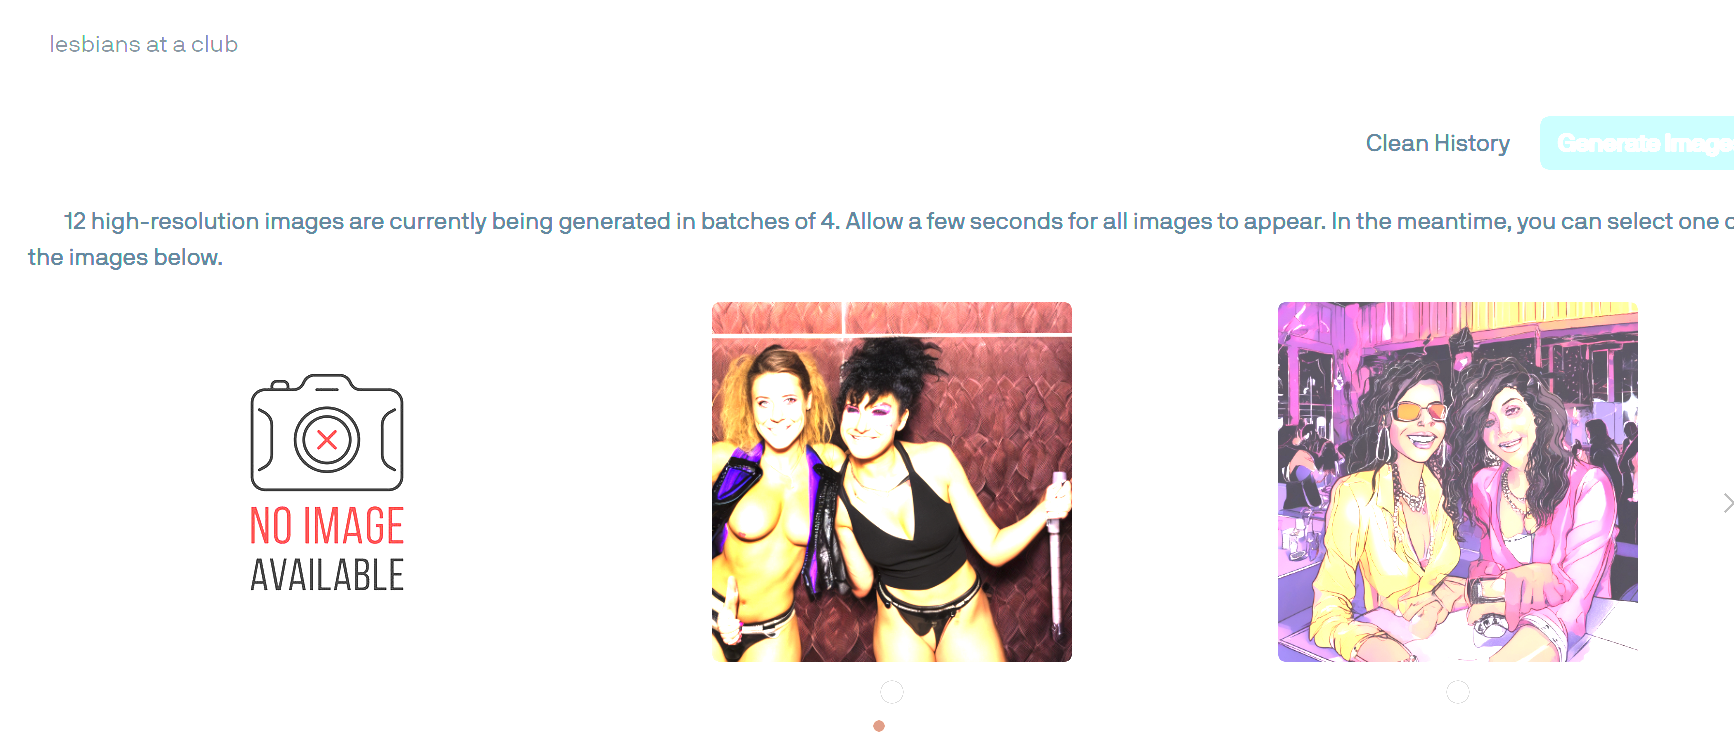 lesbians at a club
Clean History
Generate Image
12 high-resolution images are currently being generated in batches of 4. Allow a few seconds for all images to appear. In the meantime, you can select one
the images below.
NO IMAGE
AVAILABLE